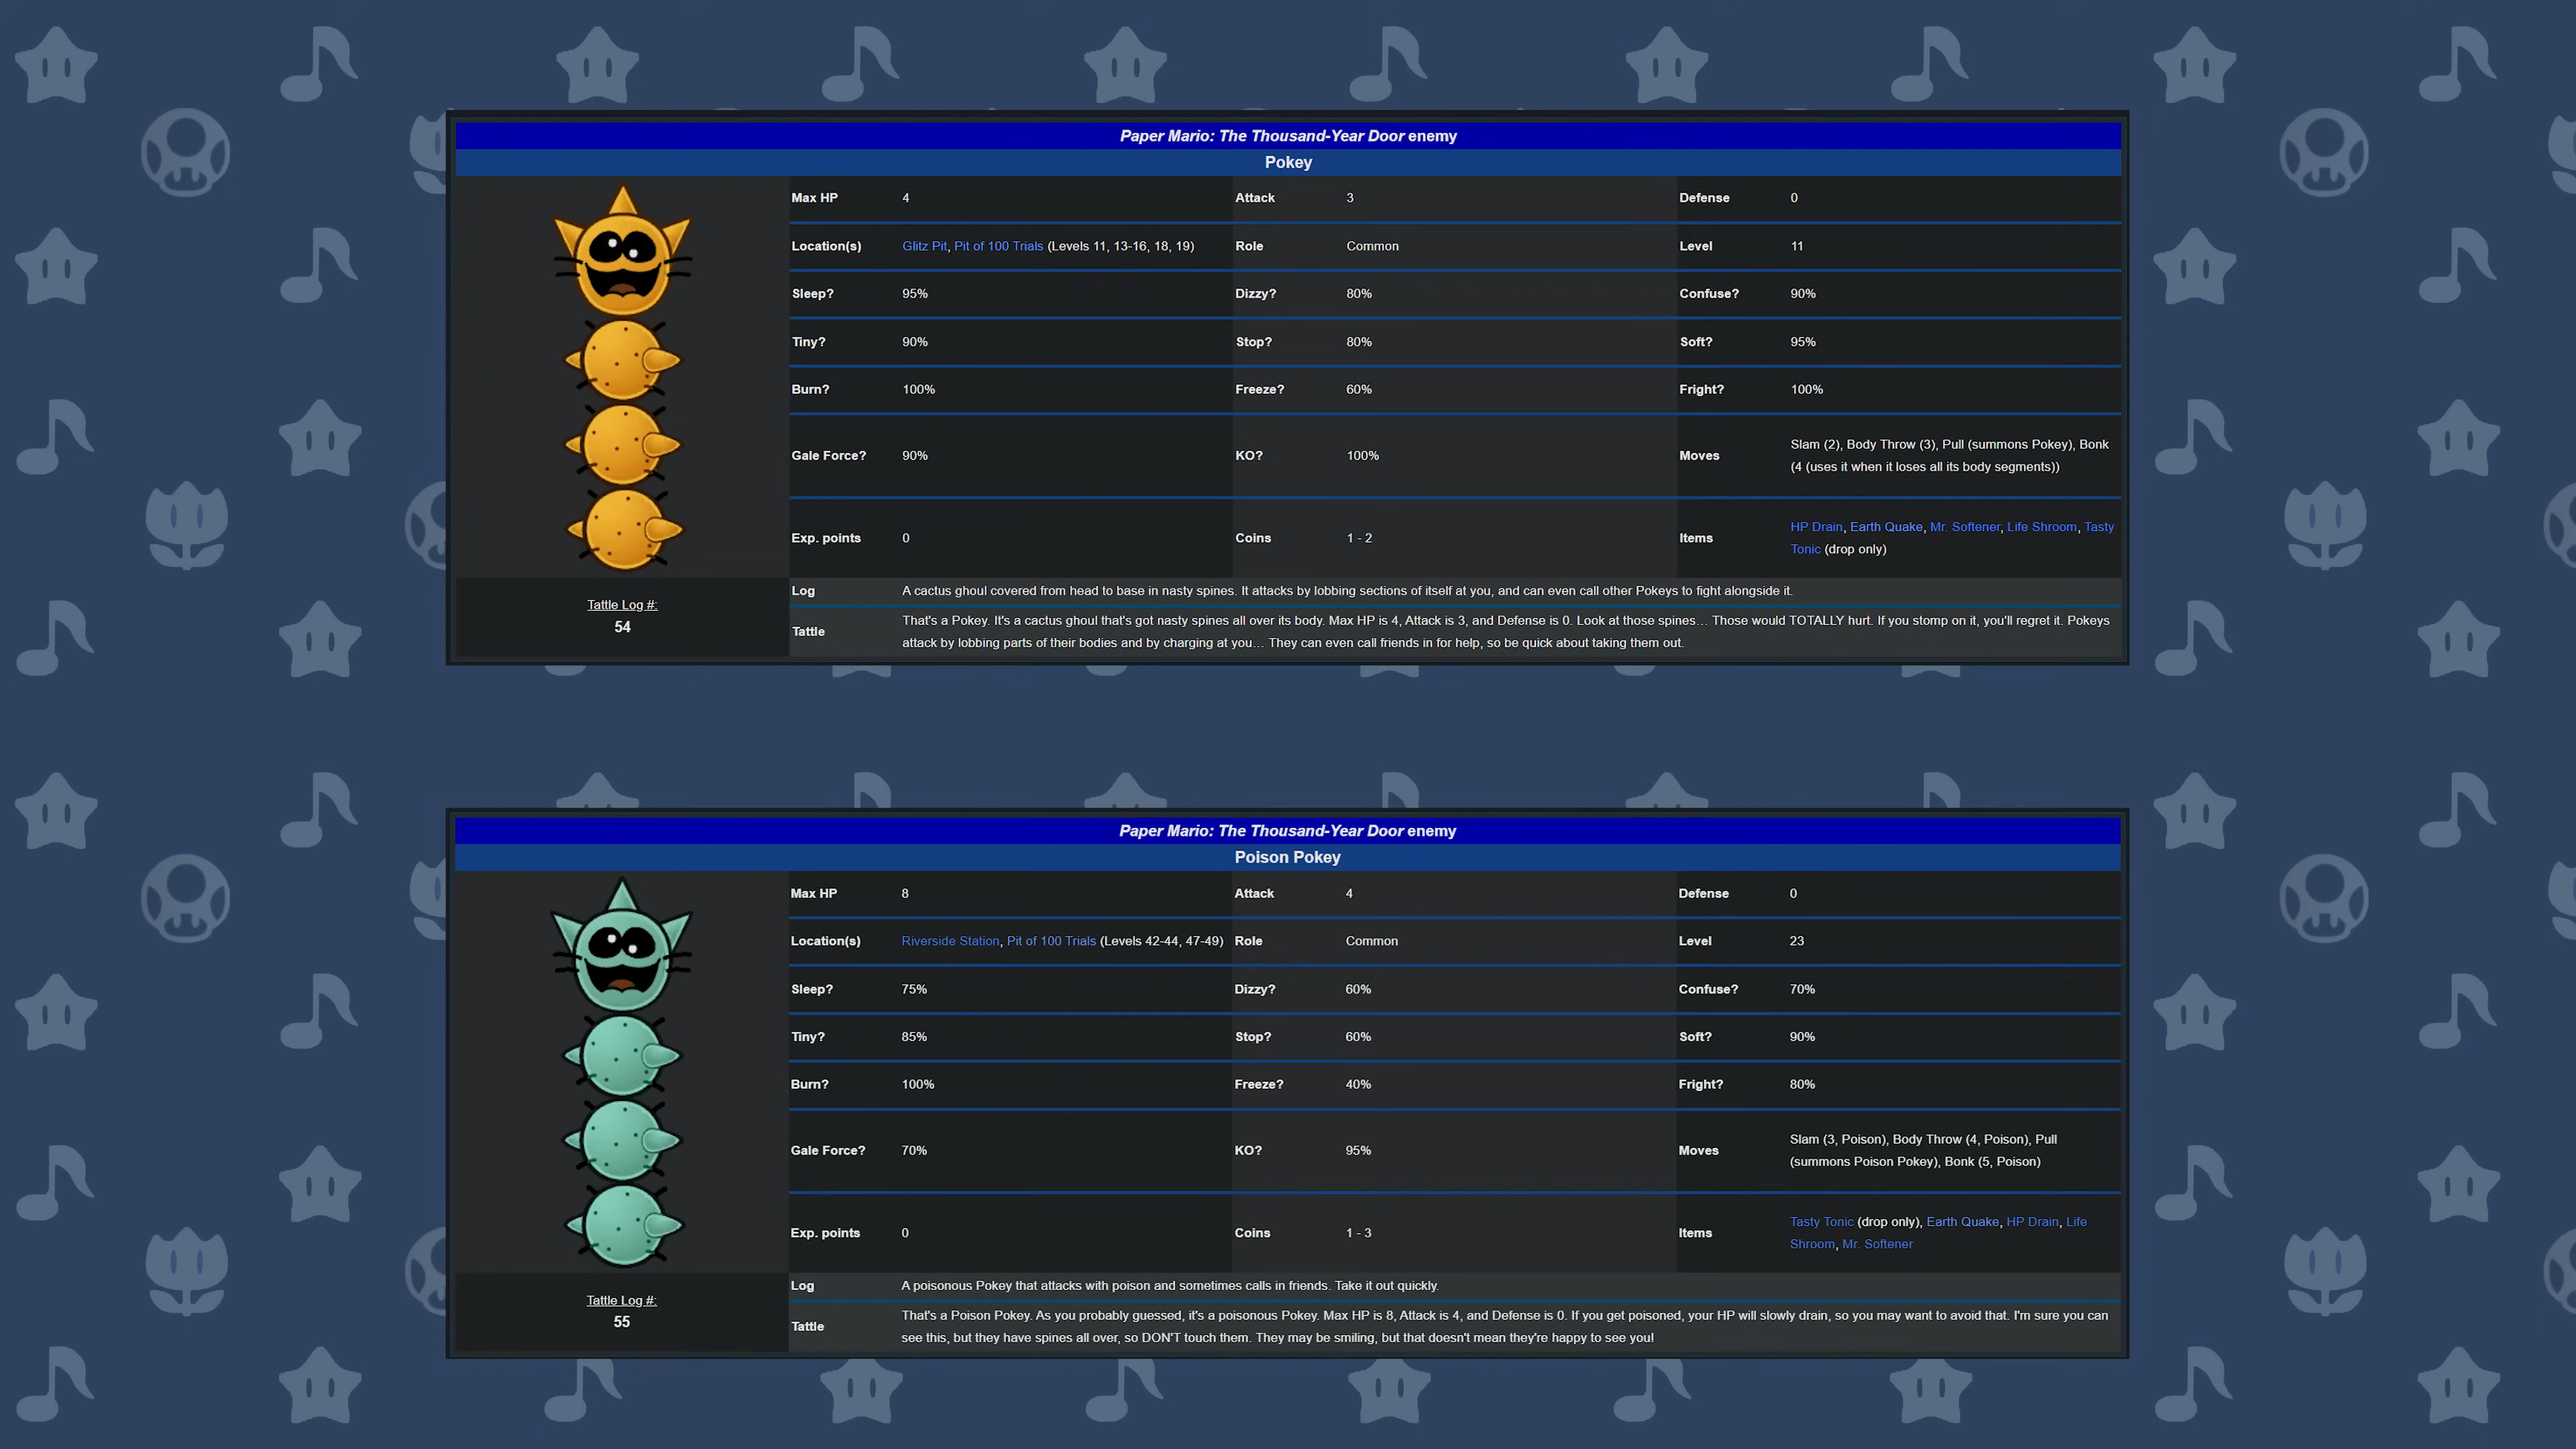 Paper Mario: The Thousand-Year Door enemy
Pokey
Max HP 4 Attack 3 Defense 0
Location(s) Glitz Pit, Pit of 100 Trials (Levels 11, 13-16, 18, 19) Role Common Level 11
Sleep? 95% Dizzy? 80% Confuse? 90%
Tiny? 90% Stop? 80% Soft? 95%
Burn? 100% Freeze? 60% Fright? 100%
Gale Force? 90% KO? 100% Moves Slam (2), Body Throw (3), Pull (summons Pokey), Bonk
(4 (uses it when it loses all its body segments))
Exp. points 0 Coins 1 - 2 Items HP Drain, Earth Quake, Mr. Softener, Life Shroom, Tasty
Tonic (drop only)
Tattle Log #:
54
Log A cactus ghoul covered from head to base in nasty spines. It attacks by lobbing sections of itself at you, and can even call other Pokeys to fight alongside it.
Tattle That's a Pokey. It's a cactus ghoul that's got nasty spines all over its body. Max HP is 4, Attack is 3, and Defense is 0. Look at those spines... Those would TOTALLY hurt. If you stomp on it, you'll regret it. Pokeys
attack by lobbing parts of their bodies and by charging at you... They can even call friends in for help, so be quick about taking them out.
Paper Mario: The Thousand-Year Door enemy
Poison Pokey
Max HP 8 Attack 4 Defense 0
Location(s) Riverside Station, Pit of 100 Trials (Levels 42-44, 47-49) Role Common Level 23
Sleep? 75% Dizzy? 60% Confuse? 70%
Tiny? 85% Stop? 60% Soft? 90%
Burn? 100% Freeze? 40% Fright? 80%
Gale Force? 70% KO? 95% Moves Slam (3, Poison), Body Throw (4, Poison), Pull
(summons Poison Pokey), Bonk (5, Poison)
Exp. points 0 Coins 1 - 3 Items Tasty Tonic (drop only), Earth Quake, HP Drain, Life
Shroom, Mr. Softener
Tattle Log #:
55
Log A poisonous Pokey that attacks with poison and sometimes calls in friends. Take it out quickly.
Tattle That's a Poison Pokey. As you probably guessed, it's a poisonous Pokey. Max HP is 8, Attack is 4, and Defense is 0. If you get poisoned, your HP will slowly drain, so you may want to avoid that. I'm sure you can
see this, but they have spines all over, so DON'T touch them. They may be smiling, but that doesn't mean they're happy to see you!